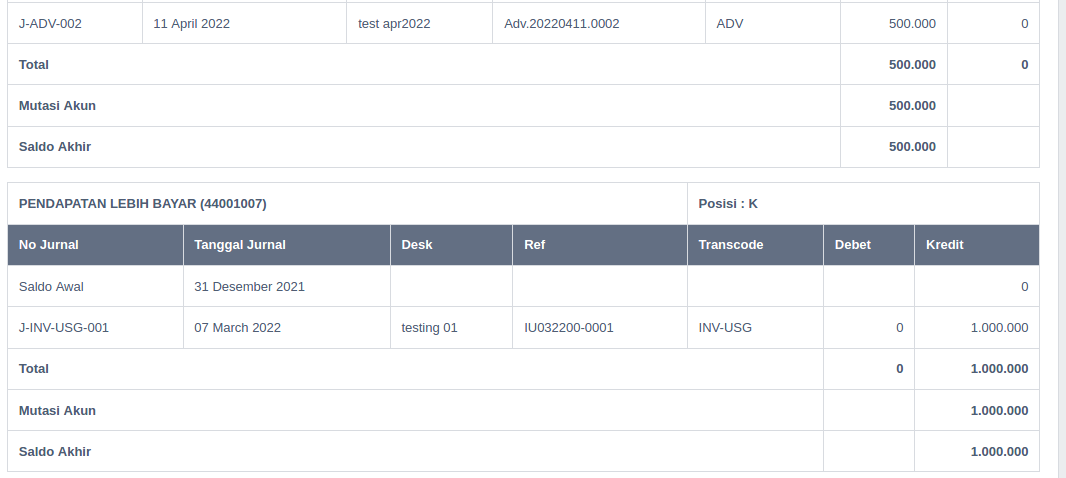 J-ADV-002 11 April 2022 test apr2022 Adv.20220411.0002 ADV 500.000 0
Total 500.000 0
Mutasi Akun 500.000
Saldo Akhir 500.000
PENDAPATAN LEBIH BAYAR (44001007) Posisi : K
No Jurnal Tanggal Jurnal Desk Ref Transcode Debet Kredit
Saldo Awal 31 Desember 2021 0
J-INV-USG-001 07 March 2022 testing 01 IU032200-0001 INV-USG 0 1.000.000
Total 0 1.000.000
Mutasi Akun 1.000.000
Saldo Akhir 1.000.000